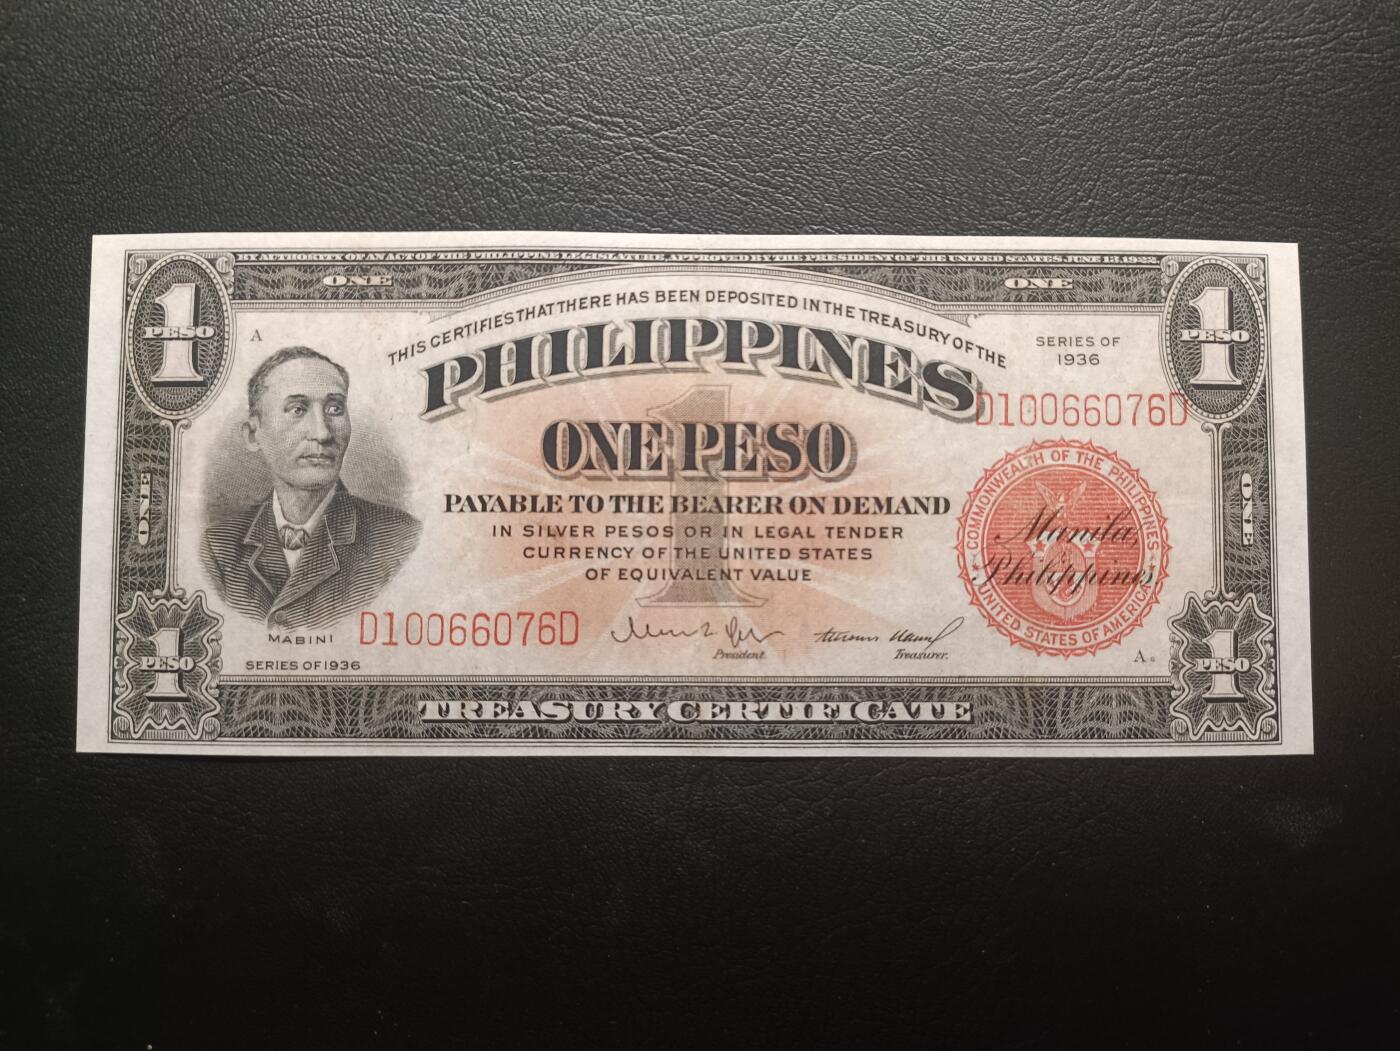 BY AUTHORITY OF AN ACT OF THE PHILIPPINE LEGISLATURE, APPROVED BY THE PRESIDENT OF THE UNITED STATES, JUNE 13, 1922.
ONE
ONE
1
PESO
1
PESO
A
THIS CERTIFIES THAT THERE HAS BEEN DEPOSITED IN THE TREASURY OF THE
PHILIPPINES
SERIES OF
1936
D10066076D
1
ONE PESO
PAYABLE TO THE BEARER ON DEMAND
IN SILVER PESOS OR IN LEGAL TENDER
CURRENCY OF THE UNITED STATES
OF EQUIVALENT VALUE
ONE
ONE
COMMONWEALTH OF THE PHILIPPINES
Manila,
Philippines.
UNITED STATES OF AMERICA
MABINI
D10066076D
President.
Treasurer.
SERIES OF 1936
A
1
PESO
1
PESO
TREASURY CERTIFICATE